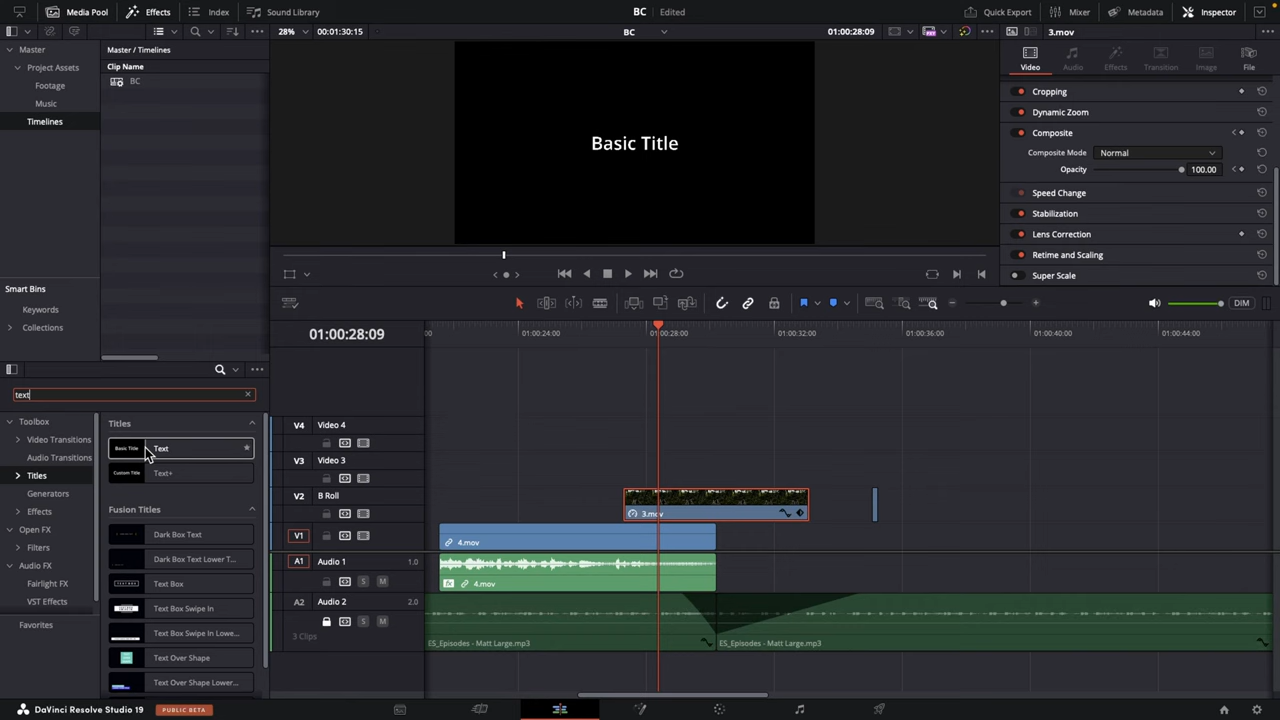 Media Pool
Effects
Index
Sound Library
BC
Edited
Quick Export
Mixer
Metadata
Inspector
28%
00:01:30:15
BC
01:00:28:09
3.mov
Master
Project Assets
Footage
Music
Timelines
Master / Timelines
Clip Name
BC
Smart Bins
Keywords
Collections
Basic Title
Video
Audio
Effects
Transition
Image
File
Cropping
Dynamic Zoom
Composite
Composite Mode
Normal
Opacity
100.00
Speed Change
Stabilization
Lens Correction
Retime and Scaling
Super Scale
DIM
text
Toolbox
Video Transitions
Audio Transitions
Titles
Generators
Effects
Open FX
Filters
Audio FX
Fairlight FX
VST Effects
Favorites
Titles
Basic Title
Text
Custom Title
Text+
Fusion Titles
Dark Box Text
Dark Box Text Lower T...
Text Box
Text Box Swipe In
Text Box Swipe In Lowe...
Text Over Shape
Text Over Shape Lower...
01:00:28:09
:00
01:00:24:00
01:00:28:00
01:00:32:00
01:00:36:00
01:00:40:00
01:00:44:00
V4
Video 4
V3
Video 3
V2
B Roll
3.mov
V1
4.mov
A1
Audio 1
1.0
S
M
4.mov
A2
Audio 2
2.0
S
M
3 Clips
ES_Episodes - Matt Large.mp3
ES_Episodes - Matt Large.mp3
DaVinci Resolve Studio 19
PUBLIC BETA